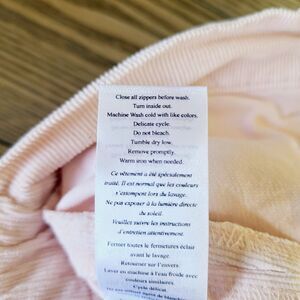 Close all zippers before wash.
Turn inside out.
Machine Wash cold with like colors.
Delicate cycle.
Do not bleach.
Tumble dry low.
Remove promptly.
Warm iron when needed.
Ce vêtement a été spécialement
traité. Il est normal que les couleurs
s'estompent lors du lavage.
Ne pas exposer à la lumière directe
du soleil.
Veuillez suivre les instructions
d'entretien attentivement.
Fermer toutes le fermetures éclair
avant le lavage.
Retourner sur l'envers.
Laver en machine à l'eau froide avec
couleurs similaires.
Cycle délicat.